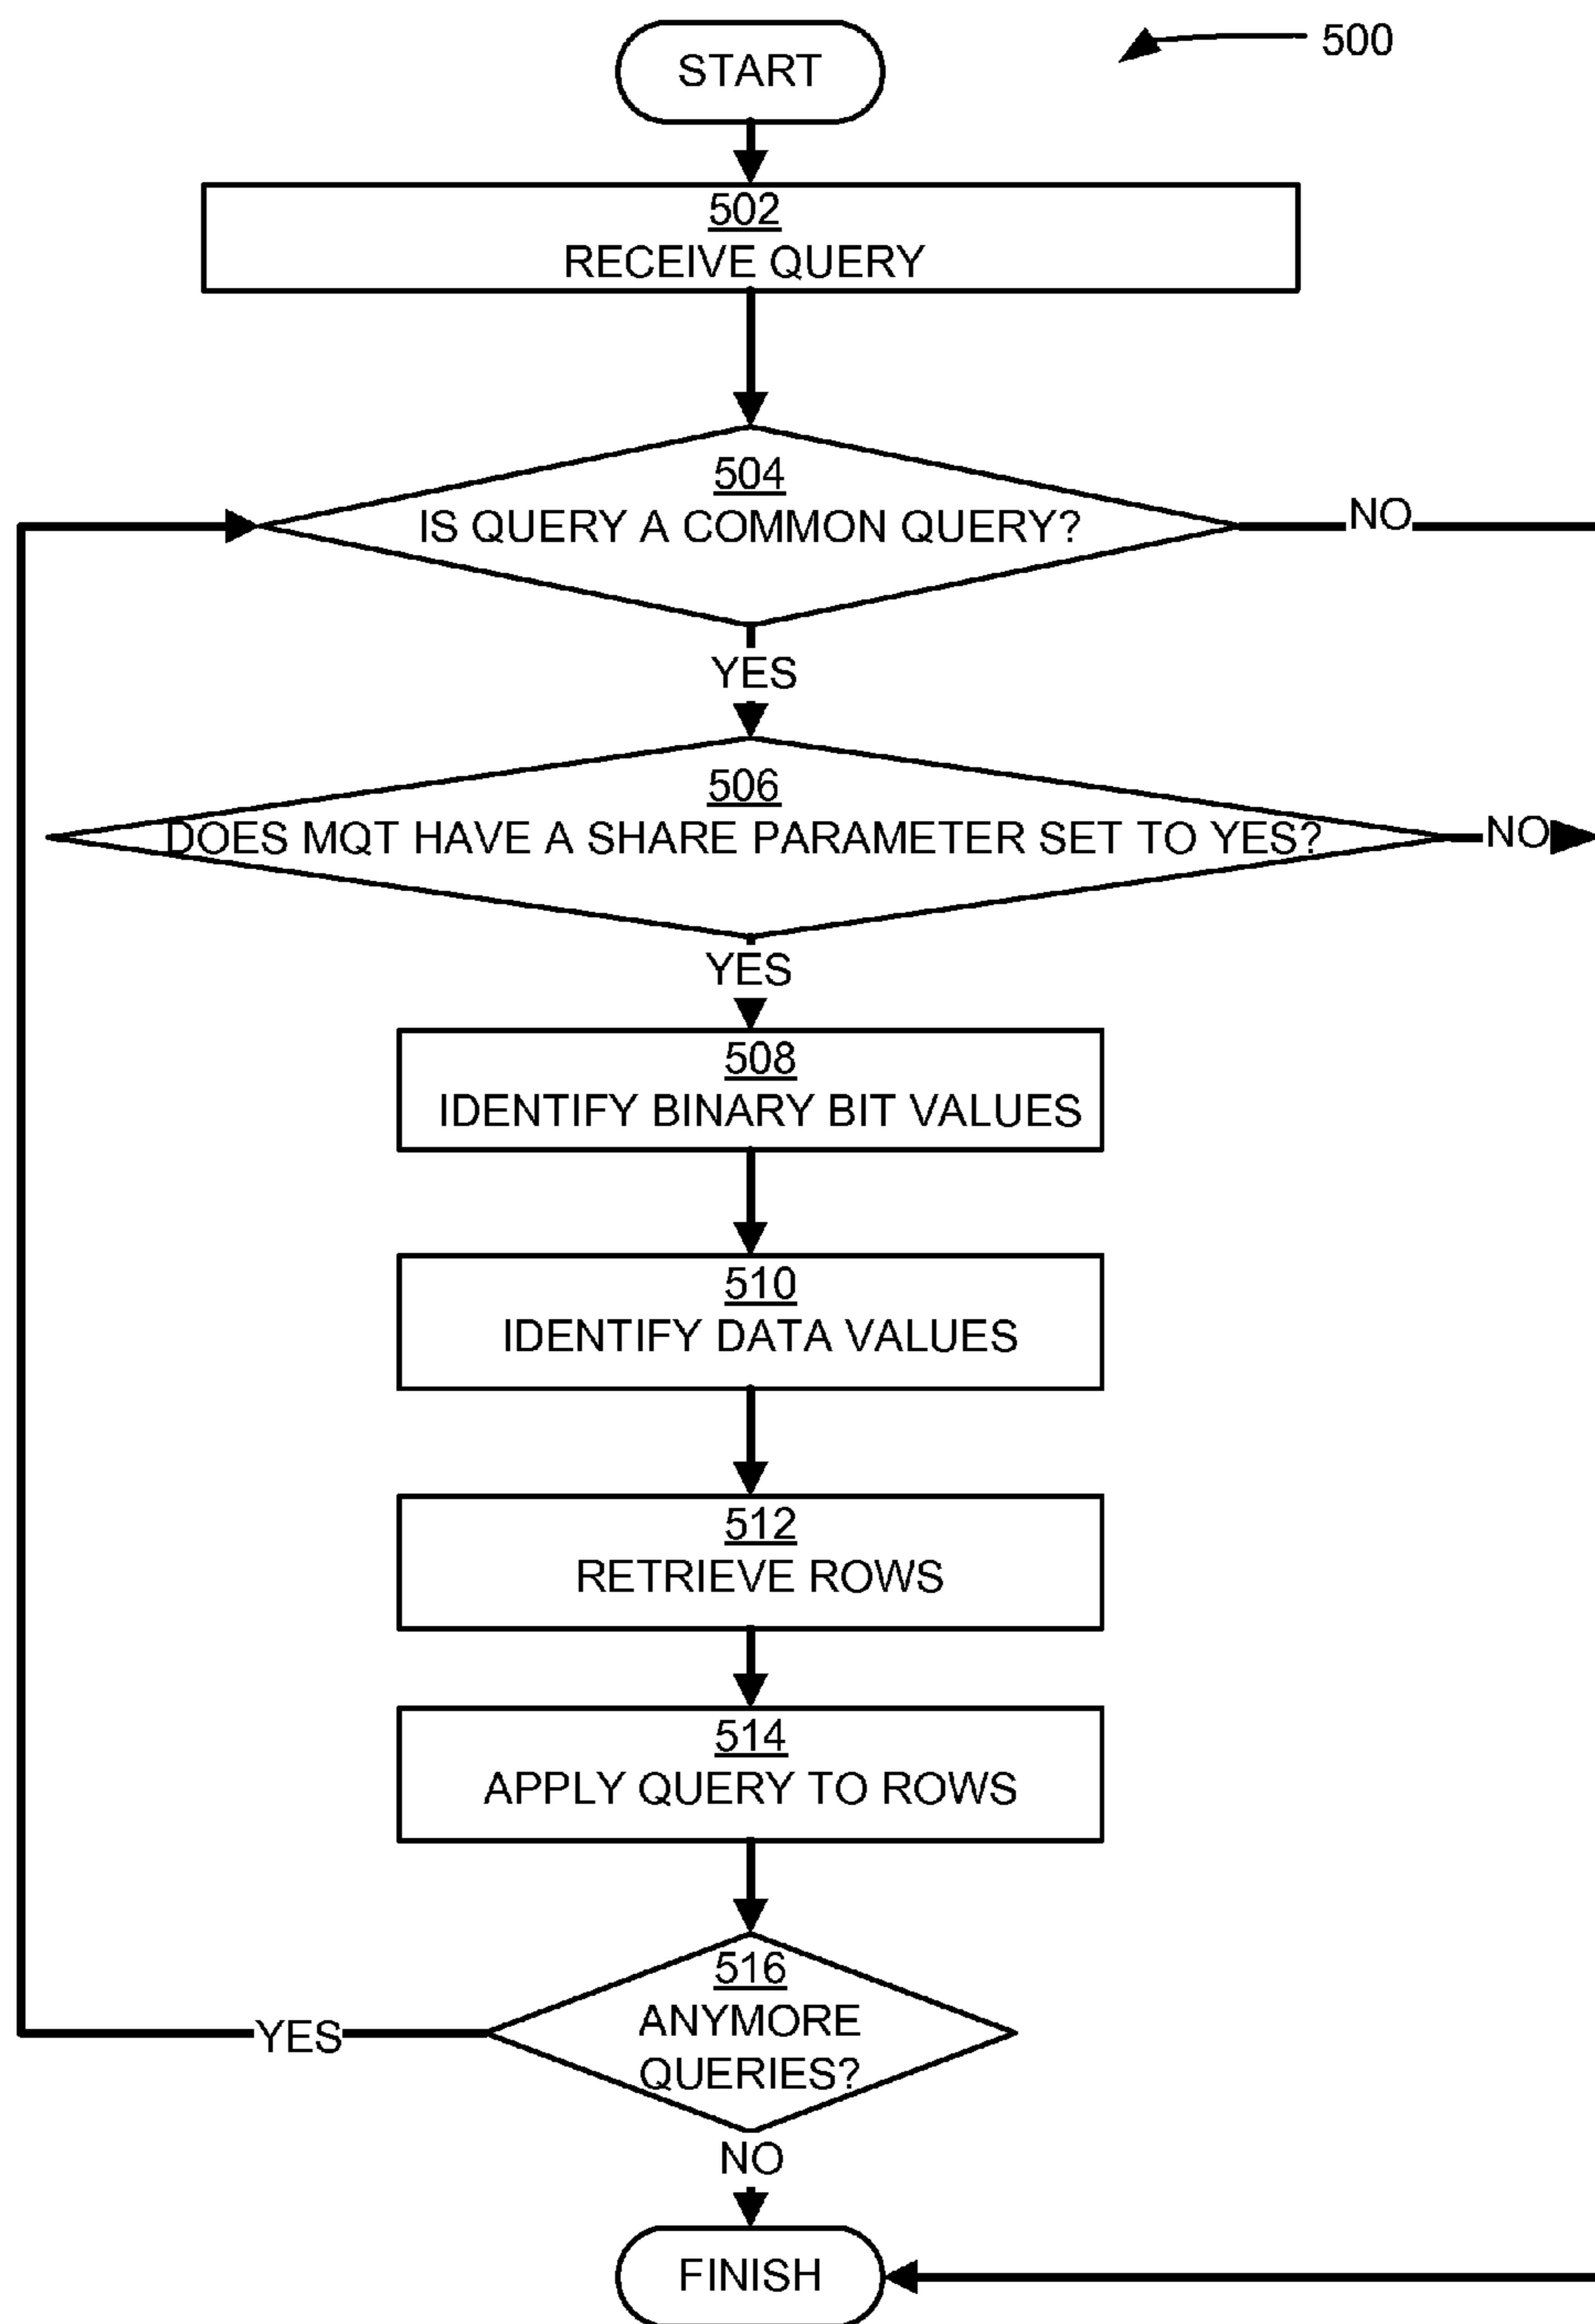 START
500
502
RECEIVE QUERY
504
IS QUERY A COMMON QUERY?
NO
YES
506
DOES MQT HAVE A SHARE PARAMETER SET TO YES?
NO
YES
508
IDENTIFY BINARY BIT VALUES
510
IDENTIFY DATA VALUES
512
RETRIEVE ROWS
514
APPLY QUERY TO ROWS
516
ANYMORE
QUERIES?
YES
NO
FINISH